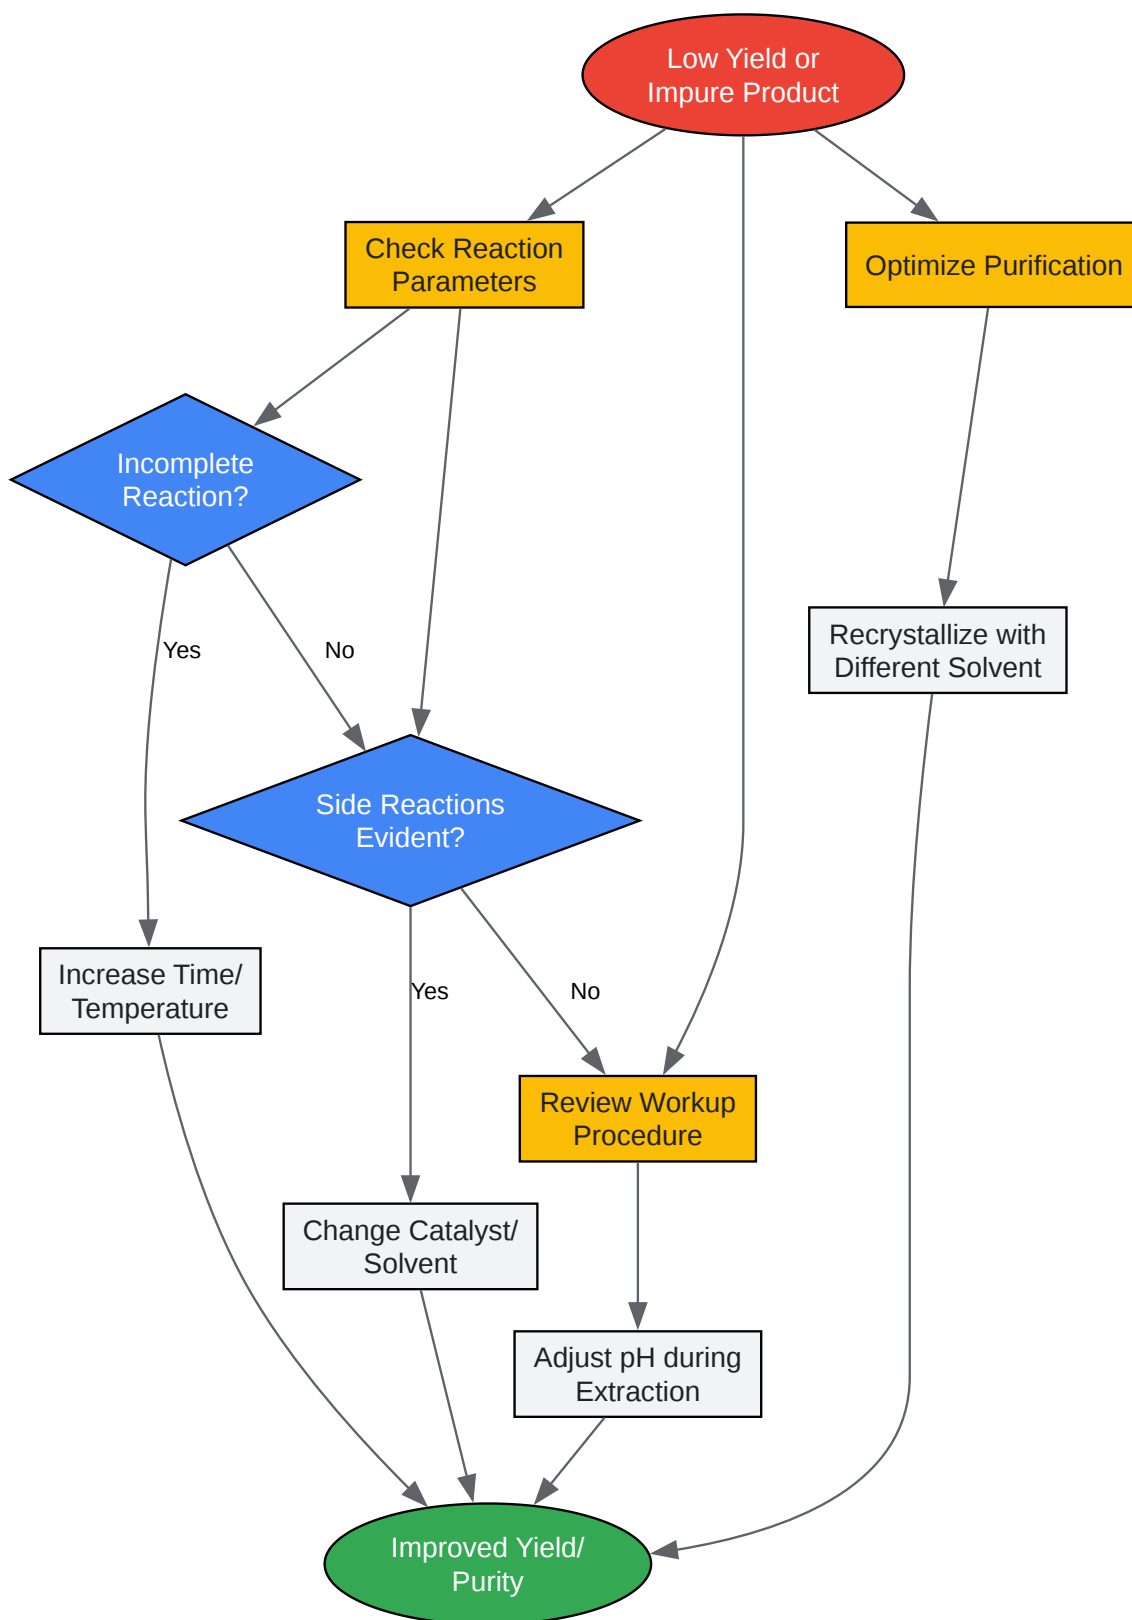 Low Yield or
Impure Product
Check Reaction
Parameters
Optimize Purification
Incomplete
Reaction?
Yes
No
Recrystallize with
Different Solvent
Side Reactions
Evident?
Increase Time/
Temperature
Yes
No
Review Workup
Procedure
Change Catalyst/
Solvent
Adjust pH during
Extraction
Improved Yield/
Purity